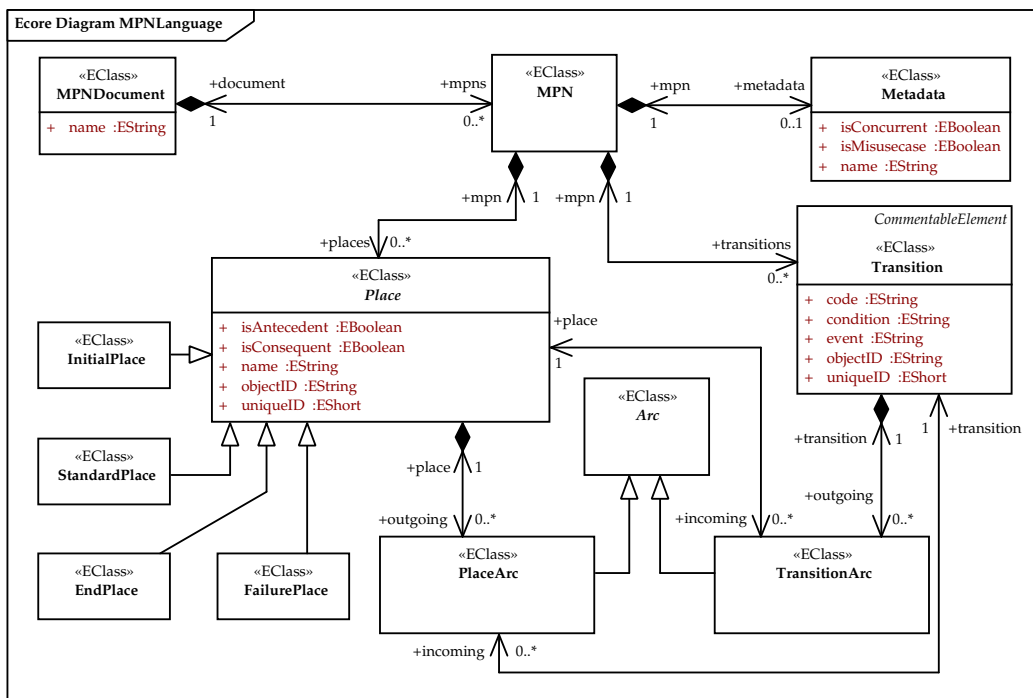 Ecore Diagram MPNLanguage
«EClass»
MPNDocument
+ name :EString
+document
1
+mpns
0..*
«EClass»
MPN
+mpn
1
+metadata
0..1
«EClass»
Metadata
+ isConcurrent :EBoolean
+ isMisusecase :EBoolean
+ name :EString
+mpn
1
+mpn
1
+places
0..*
+transitions
0..*
CommentableElement
«EClass»
Transition
+ code :EString
+ condition :EString
+ event :EString
+ objectID :EString
+ uniqueID :EShort
«EClass»
Place
+ isAntecedent :EBoolean
+ isConsequent :EBoolean
+ name :EString
+ objectID :EString
+ uniqueID :EShort
+place
1
«EClass»
InitialPlace
«EClass»
Arc
«EClass»
StandardPlace
+place
1
+transition
1
1
+transition
+outgoing
0..*
+incoming
0..*
+outgoing
0..*
«EClass»
EndPlace
«EClass»
FailurePlace
«EClass»
PlaceArc
«EClass»
TransitionArc
+incoming
0..*